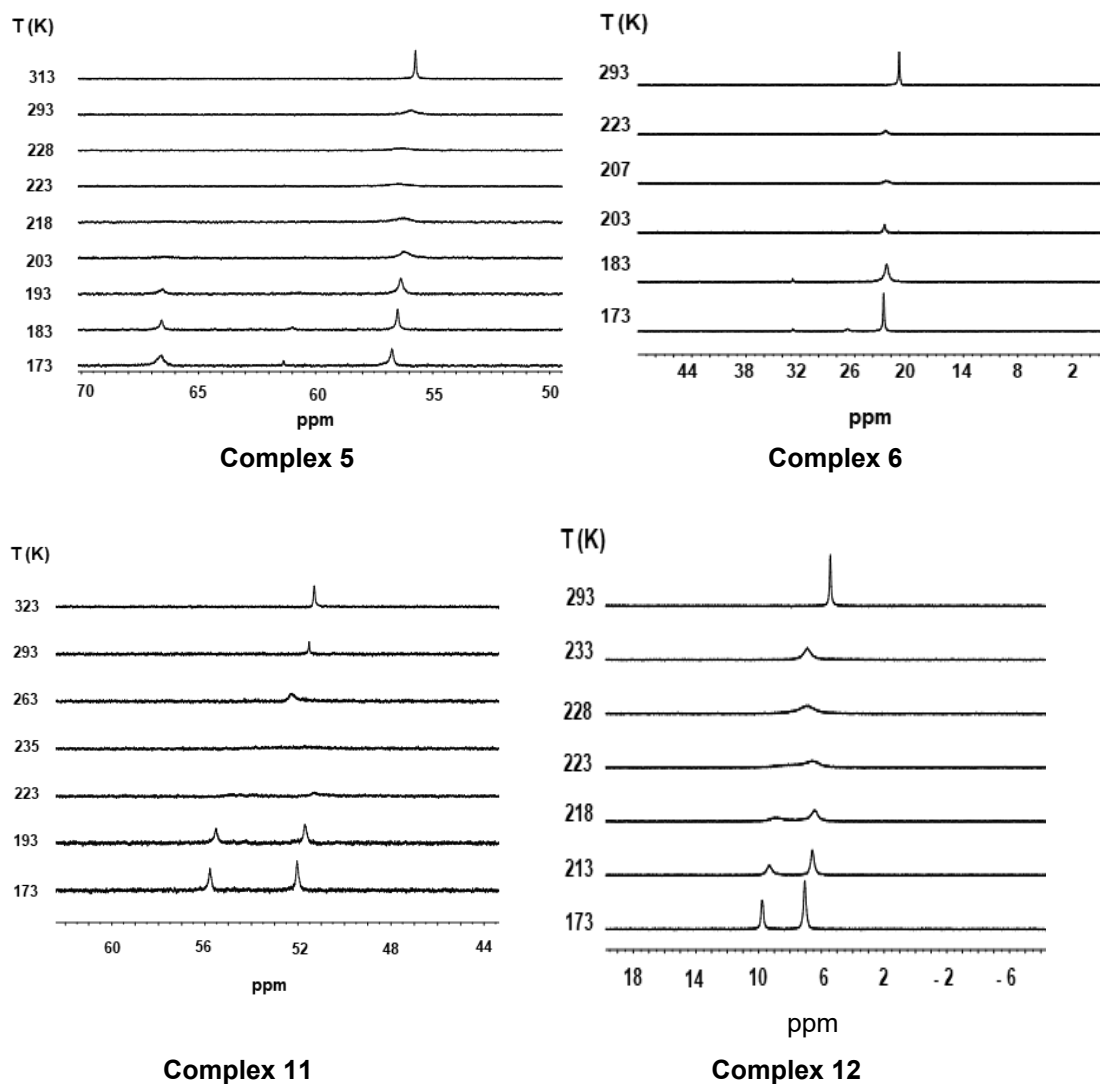 T (K)
313
293
228
223
218
203
193
183
173
70 65 60 55 50
ppm
Complex 5
T (K)
293
223
207
203
183
173
44 38 32 26 20 14 8 2
ppm
Complex 6
T (K)
323
293
263
235
223
193
173
60 56 52 48 44
ppm
Complex 11
T (K)
293
233
228
223
218
213
173
18 14 10 6 2 - 2 - 6
ppm
Complex 12